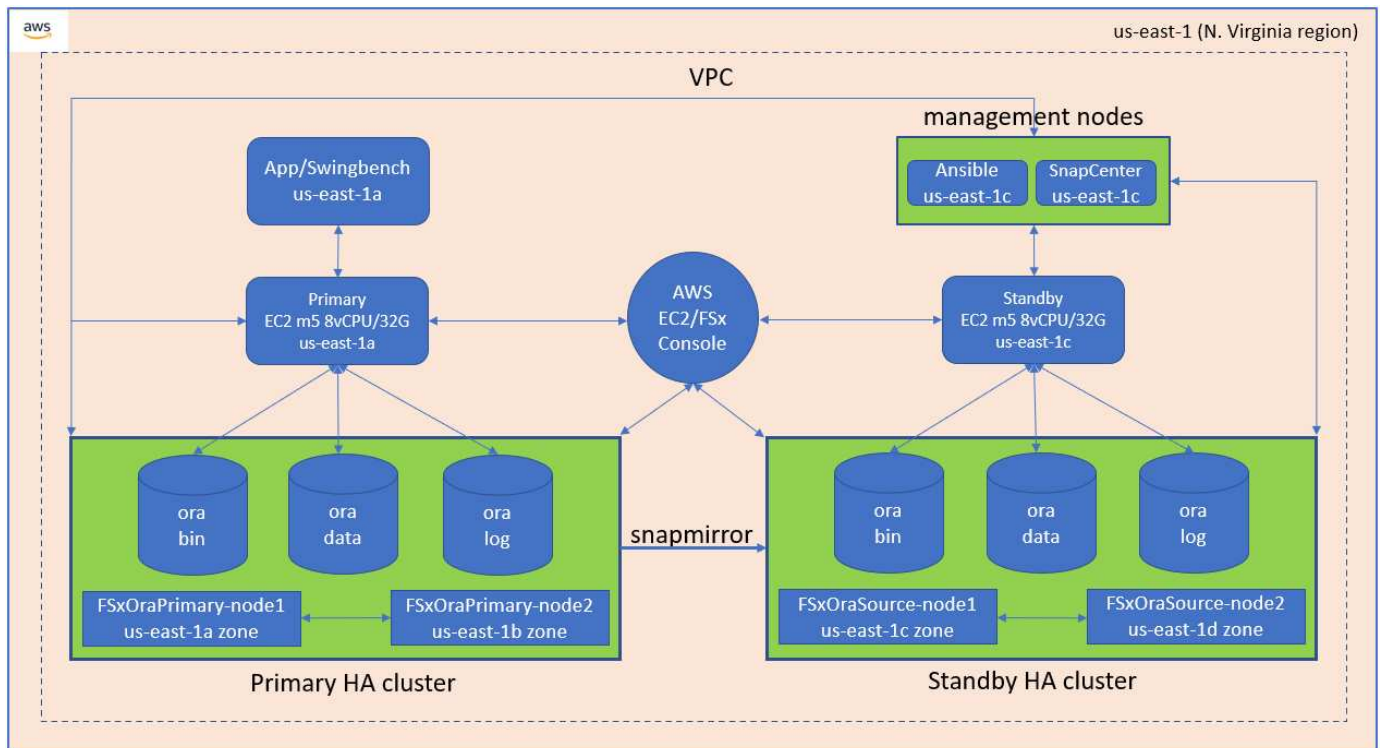 aws
us-east-1 (N. Virginia region)
VPC
management nodes
App/Swingbench
us-east-1a
Ansible
us-east-1c
SnapCenter
us-east-1c
Primary
EC2 m5 8vCPU/32G
us-east-1a
AWS
EC2/FSx
Console
Standby
EC2 m5 8vCPU/32G
us-east-1c
ora
bin
ora
data
ora
log
snapmirror
ora
bin
ora
data
ora
log
FSxOraPrimary-node1
us-east-1a zone
FSxOraPrimary-node2
us-east-1b zone
FSxOraSource-node1
us-east-1c zone
FSxOraSource-node2
us-east-1d zone
Primary HA cluster
Standby HA cluster